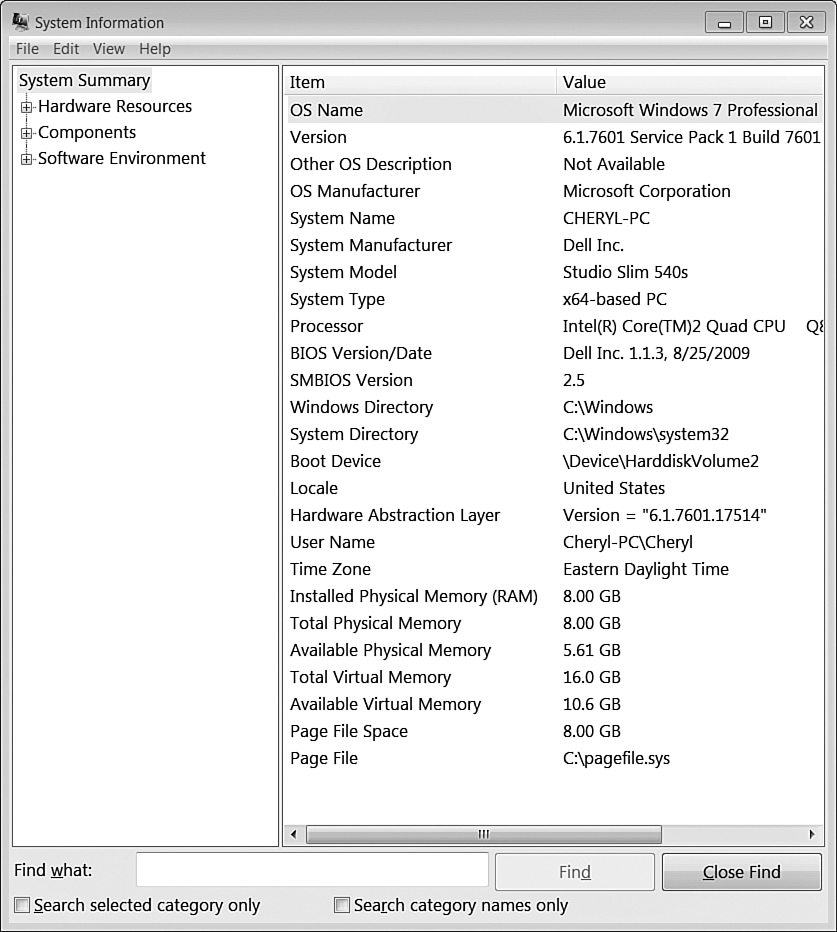 System Information
File Edit View Help
System Summary
Hardware Resources
Components
Software Environment
Item Value
OS Name Microsoft Windows 7 Professional
Version 6.1.7601 Service Pack 1 Build 7601
Other OS Description Not Available
OS Manufacturer Microsoft Corporation
System Name CHERYL-PC
System Manufacturer Dell Inc.
System Model Studio Slim 540s
System Type x64-based PC
Processor Intel(R) Core(TM)2 Quad CPU
BIOS Version/Date Dell Inc. 1.1.3, 8/25/2009
SMBIOS Version 2.5
Windows Directory C:\Windows
System Directory C:\Windows\system32
Boot Device \Device\HarddiskVolume2
Locale United States
Hardware Abstraction Layer Version = "6.1.7601.17514"
User Name Cheryl-PC\Cheryl
Time Zone Eastern Daylight Time
Installed Physical Memory (RAM) 8.00 GB
Total Physical Memory 8.00 GB
Available Physical Memory 5.61 GB
Total Virtual Memory 16.0 GB
Available Virtual Memory 10.6 GB
Page File Space 8.00 GB
Page File C:\pagefile.sys
Find what: Find Close Find
Search selected category only Search category names only